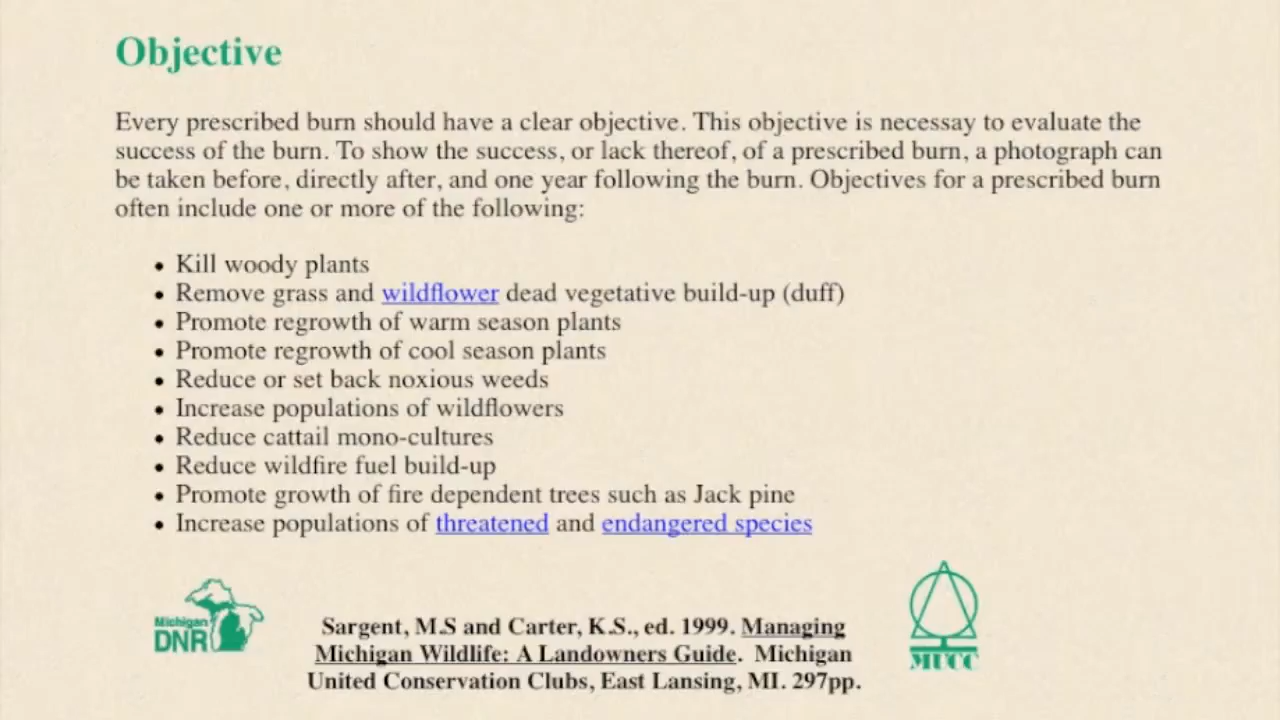 Objective
Every prescribed burn should have a clear objective. This objective is necessay to evaluate the
success of the burn. To show the success, or lack thereof, of a prescribed burn, a photograph can
be taken before, directly after, and one year following the burn. Objectives for a prescribed burn
often include one or more of the following:
• Kill woody plants
• Remove grass and wildflower dead vegetative build-up (duff)
• Promote regrowth of warm season plants
• Promote regrowth of cool season plants
• Reduce or set back noxious weeds
• Increase populations of wildflowers
• Reduce cattail mono-cultures
• Reduce wildfire fuel build-up
• Promote growth of fire dependent trees such as Jack pine
• Increase populations of threatened and endangered species
Michigan
DNR
Sargent, M.S and Carter, K.S., ed. 1999. Managing
Michigan Wildlife: A Landowners Guide. Michigan
United Conservation Clubs, East Lansing, MI. 297pp.
MUCC